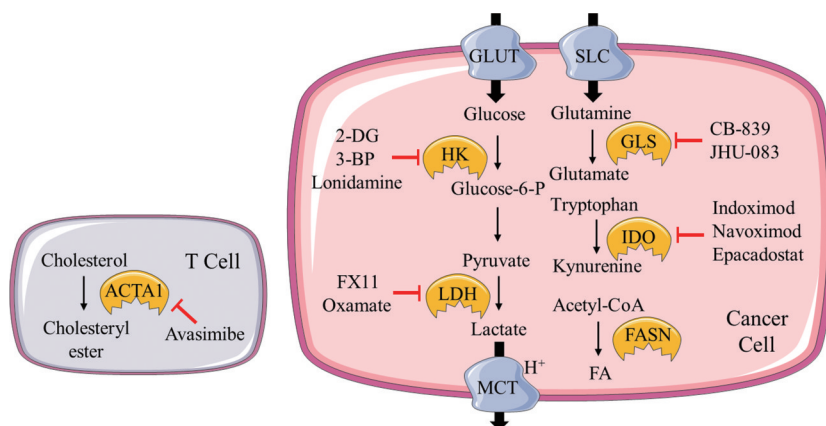 GLUT
SLC
Glucose
Glutamine
2-DG
3-BP
Lonidamine
HK
GLS
CB-839
JHU-083
Glutamate
Glucose-6-P
Tryptophan
Indoximod
Navoximod
Epacadostat
IDO
Kynurenine
Cholesterol
T Cell
ACTA1
Cholesteryl
ester
Avasimibe
Pyruvate
FX11
Oxamate
LDH
Lactate
Acetyl-CoA
FASN
FA
Cancer
Cell
H+
MCT